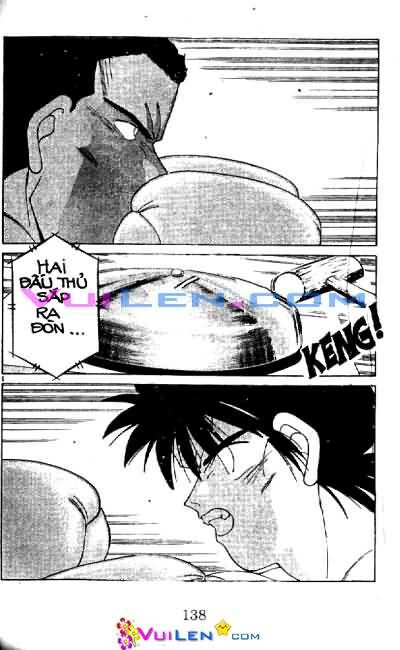 HAI
ĐẤU THỦ
SẮP
RA
ĐÒN...
VUILEN.COM
KENG!
138
VUILEN.COM